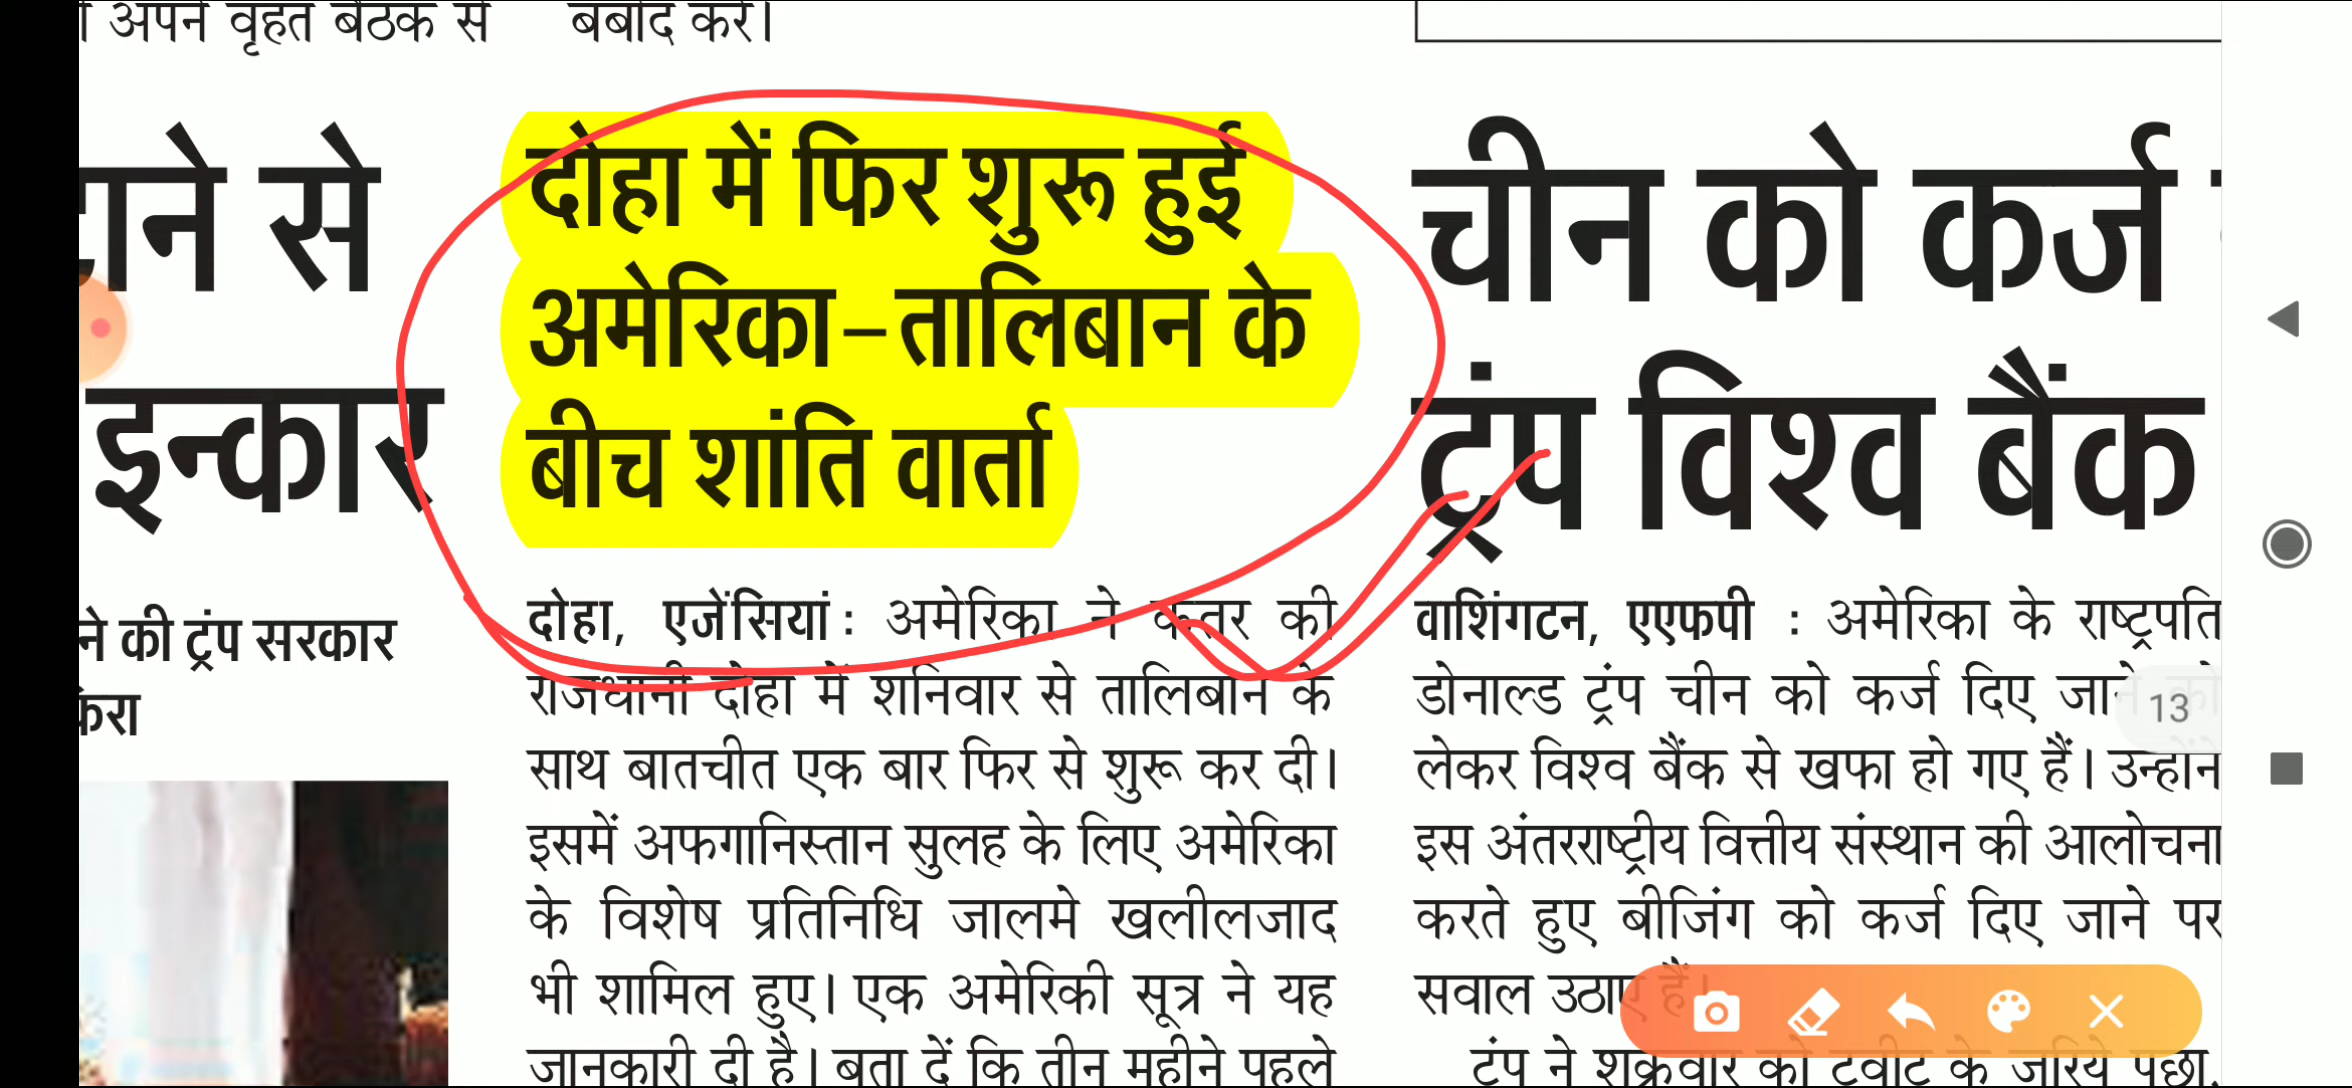 अपने वृहत बैठक से
बर्बाद करे।
ाने से
इन्कार
ने की ट्रंप सरकार
दोहा में फिर शुरू हुई
अमेरिका-तालिबान के
बीच शांति वार्ता
दोहा, एजेंसियां : अमेरिका ने कतर की
राजधानी दोहा में शनिवार से तालिबान के
साथ बातचीत एक बार फिर से शुरू कर दी।
इसमें अफगानिस्तान सुलह के लिए अमेरिका
के विशेष प्रतिनिधि जालमे खलीलजाद
भी शामिल हुए। एक अमेरिकी सूत्र ने यह
जानकारी दी है। बता दें कि तीन महीने पहले
चीन को कर्ज
ट्रंप विश्व बैंक
वाशिंगटन, एएफपी : अमेरिका के राष्ट्रपति
डोनाल्ड ट्रंप चीन को कर्ज दिए जाने को
लेकर विश्व बैंक से खफा हो गए हैं। उन्होंने
इस अंतरराष्ट्रीय वित्तीय संस्थान की आलोचना
करते हुए बीजिंग को कर्ज दिए जाने पर
सवाल उठाए हैं।
ट्रंप ने शुक्रवार को ट्वीट के जरिये पूछा,
13